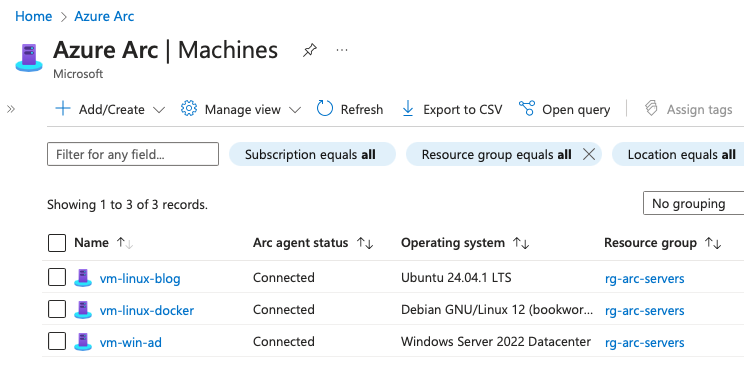 Home > Azure Arc
Azure Arc | Machines ...
Microsoft
» + Add/Create Manage view Refresh Export to CSV Open query Assign tags
Filter for any field... Subscription equals all Resource group equals all × Location equals all
Showing 1 to 3 of 3 records.
No grouping
Name ↑↓ Arc agent status ↑↓ Operating system ↑↓ Resource group ↑↓
vm-linux-blog Connected Ubuntu 24.04.1 LTS rg-arc-servers
vm-linux-docker Connected Debian GNU/Linux 12 (bookwor... rg-arc-servers
vm-win-ad Connected Windows Server 2022 Datacenter rg-arc-servers